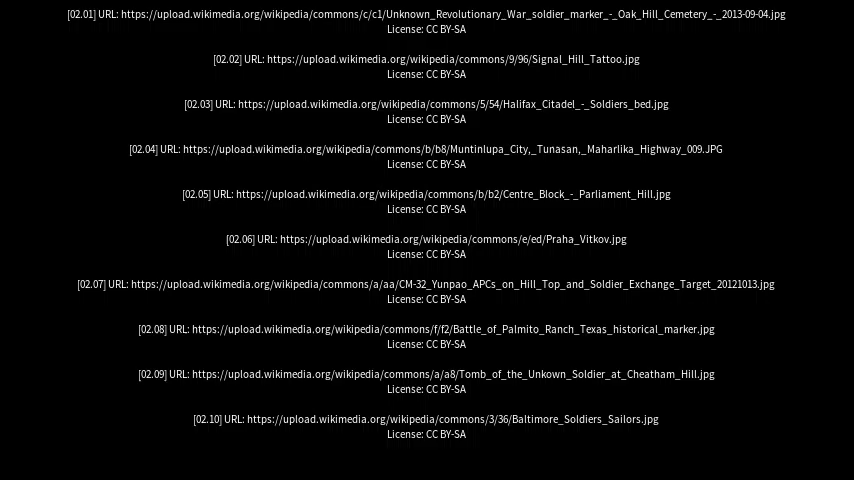 [02.01] URL: https://upload.wikimedia.org/wikipedia/commons/c/c1/Unknown_Revolutionary_War_soldier_marker_-_Oak_Hill_Cemetery_-_2013-09-04.jpg
License: CC BY-SA
[02.02] URL: https://upload.wikimedia.org/wikipedia/commons/9/96/Signal_Hill_Tattoo.jpg
License: CC BY-SA
[02.03] URL: https://upload.wikimedia.org/wikipedia/commons/5/54/Halifax_Citadel_-_Soldiers_bed.jpg
License: CC BY-SA
[02.04] URL: https://upload.wikimedia.org/wikipedia/commons/b/b8/Muntinlupa_City,_Tunasan,_Maharlika_Highway_009.JPG
License: CC BY-SA
[02.05] URL: https://upload.wikimedia.org/wikipedia/commons/b/b2/Centre_Block_-_Parliament_Hill.jpg
License: CC BY-SA
[02.06] URL: https://upload.wikimedia.org/wikipedia/commons/e/ed/Praha_Vitkov.jpg
License: CC BY-SA
[02.07] URL: https://upload.wikimedia.org/wikipedia/commons/a/aa/CM-32_Yunpao_APCs_on_Hill_Top_and_Soldier_Exchange_Target_20121013.jpg
License: CC BY-SA
[02.08] URL: https://upload.wikimedia.org/wikipedia/commons/f/f2/Battle_of_Palmito_Ranch_Texas_historical_marker.jpg
License: CC BY-SA
[02.09] URL: https://upload.wikimedia.org/wikipedia/commons/a/a8/Tomb_of_the_Unkown_Soldier_at_Cheatham_Hill.jpg
License: CC BY-SA
[02.10] URL: https://upload.wikimedia.org/wikipedia/commons/3/36/Baltimore_Soldiers_Sailors.jpg
License: CC BY-SA